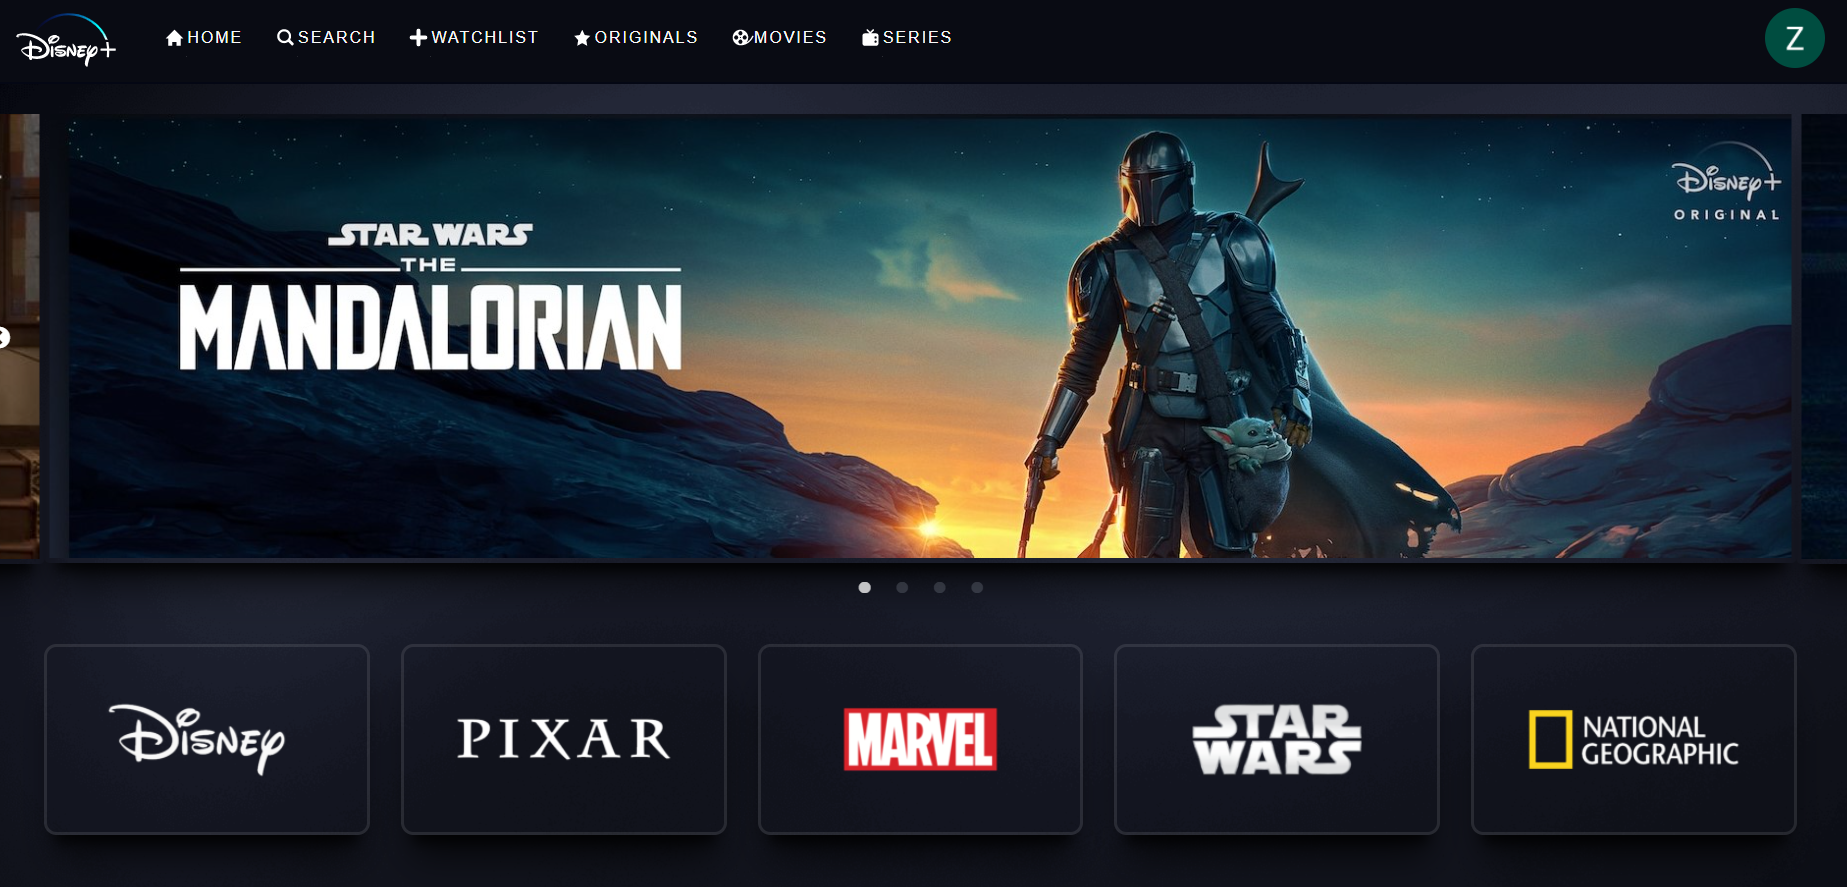 Disney+
HOME
SEARCH
WATCHLIST
ORIGINALS
MOVIES
SERIES
Z
STAR WARS
THE
MANDALORIAN
Disney+
ORIGINAL
Disney
PIXAR
MARVEL
STAR
WARS
NATIONAL
GEOGRAPHIC